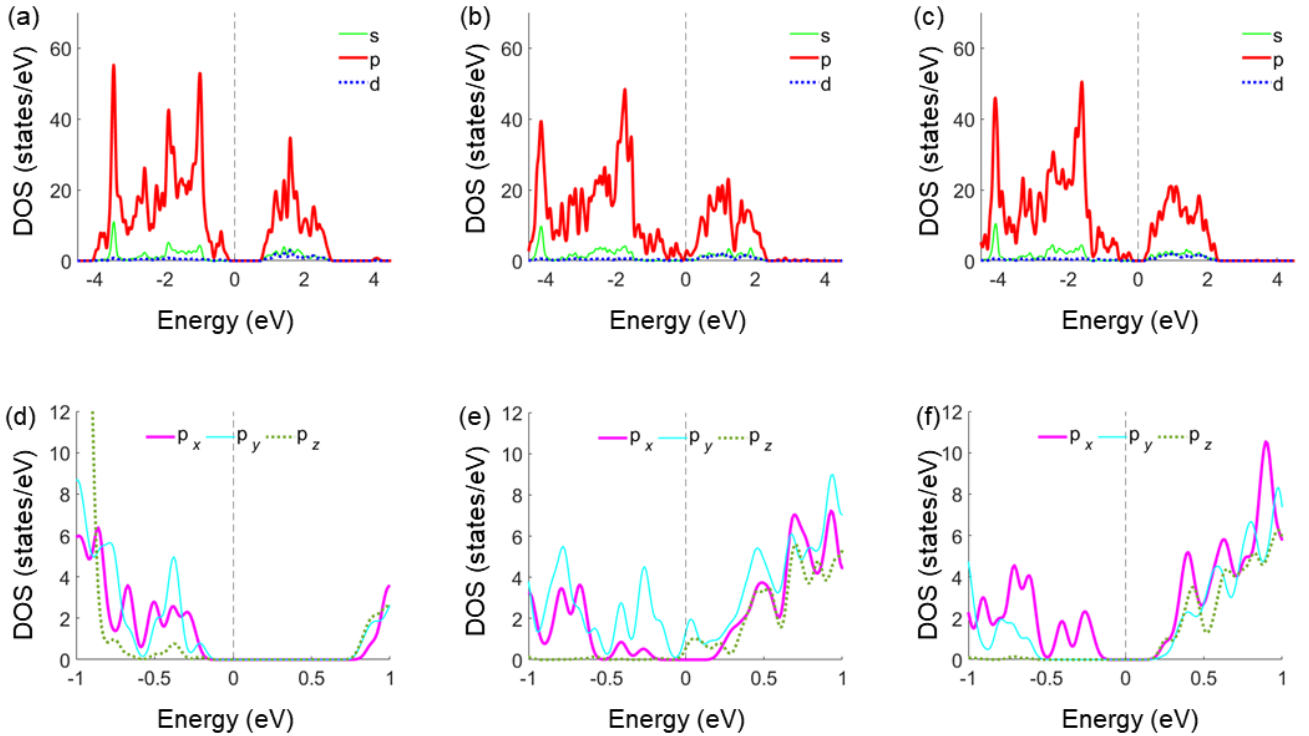 (a)
DOS (states/eV)
60
40
20
0
-4 -2 0 2 4
Energy (eV)
s
p
d
(b)
DOS (states/eV)
60
40
20
0
-4 -2 0 2 4
Energy (eV)
s
p
d
(c)
DOS (states/eV)
60
40
20
0
-4 -2 0 2 4
Energy (eV)
s
p
d
(d)
DOS (states/eV)
12
10
8
6
4
2
0
-1 -0.5 0 0.5 1
Energy (eV)
p x p y p z
(e)
DOS (states/eV)
12
10
8
6
4
2
0
-1 -0.5 0 0.5 1
Energy (eV)
p x p y p z
(f)
DOS (states/eV)
12
10
8
6
4
2
0
-1 -0.5 0 0.5 1
Energy (eV)
p x p y p z